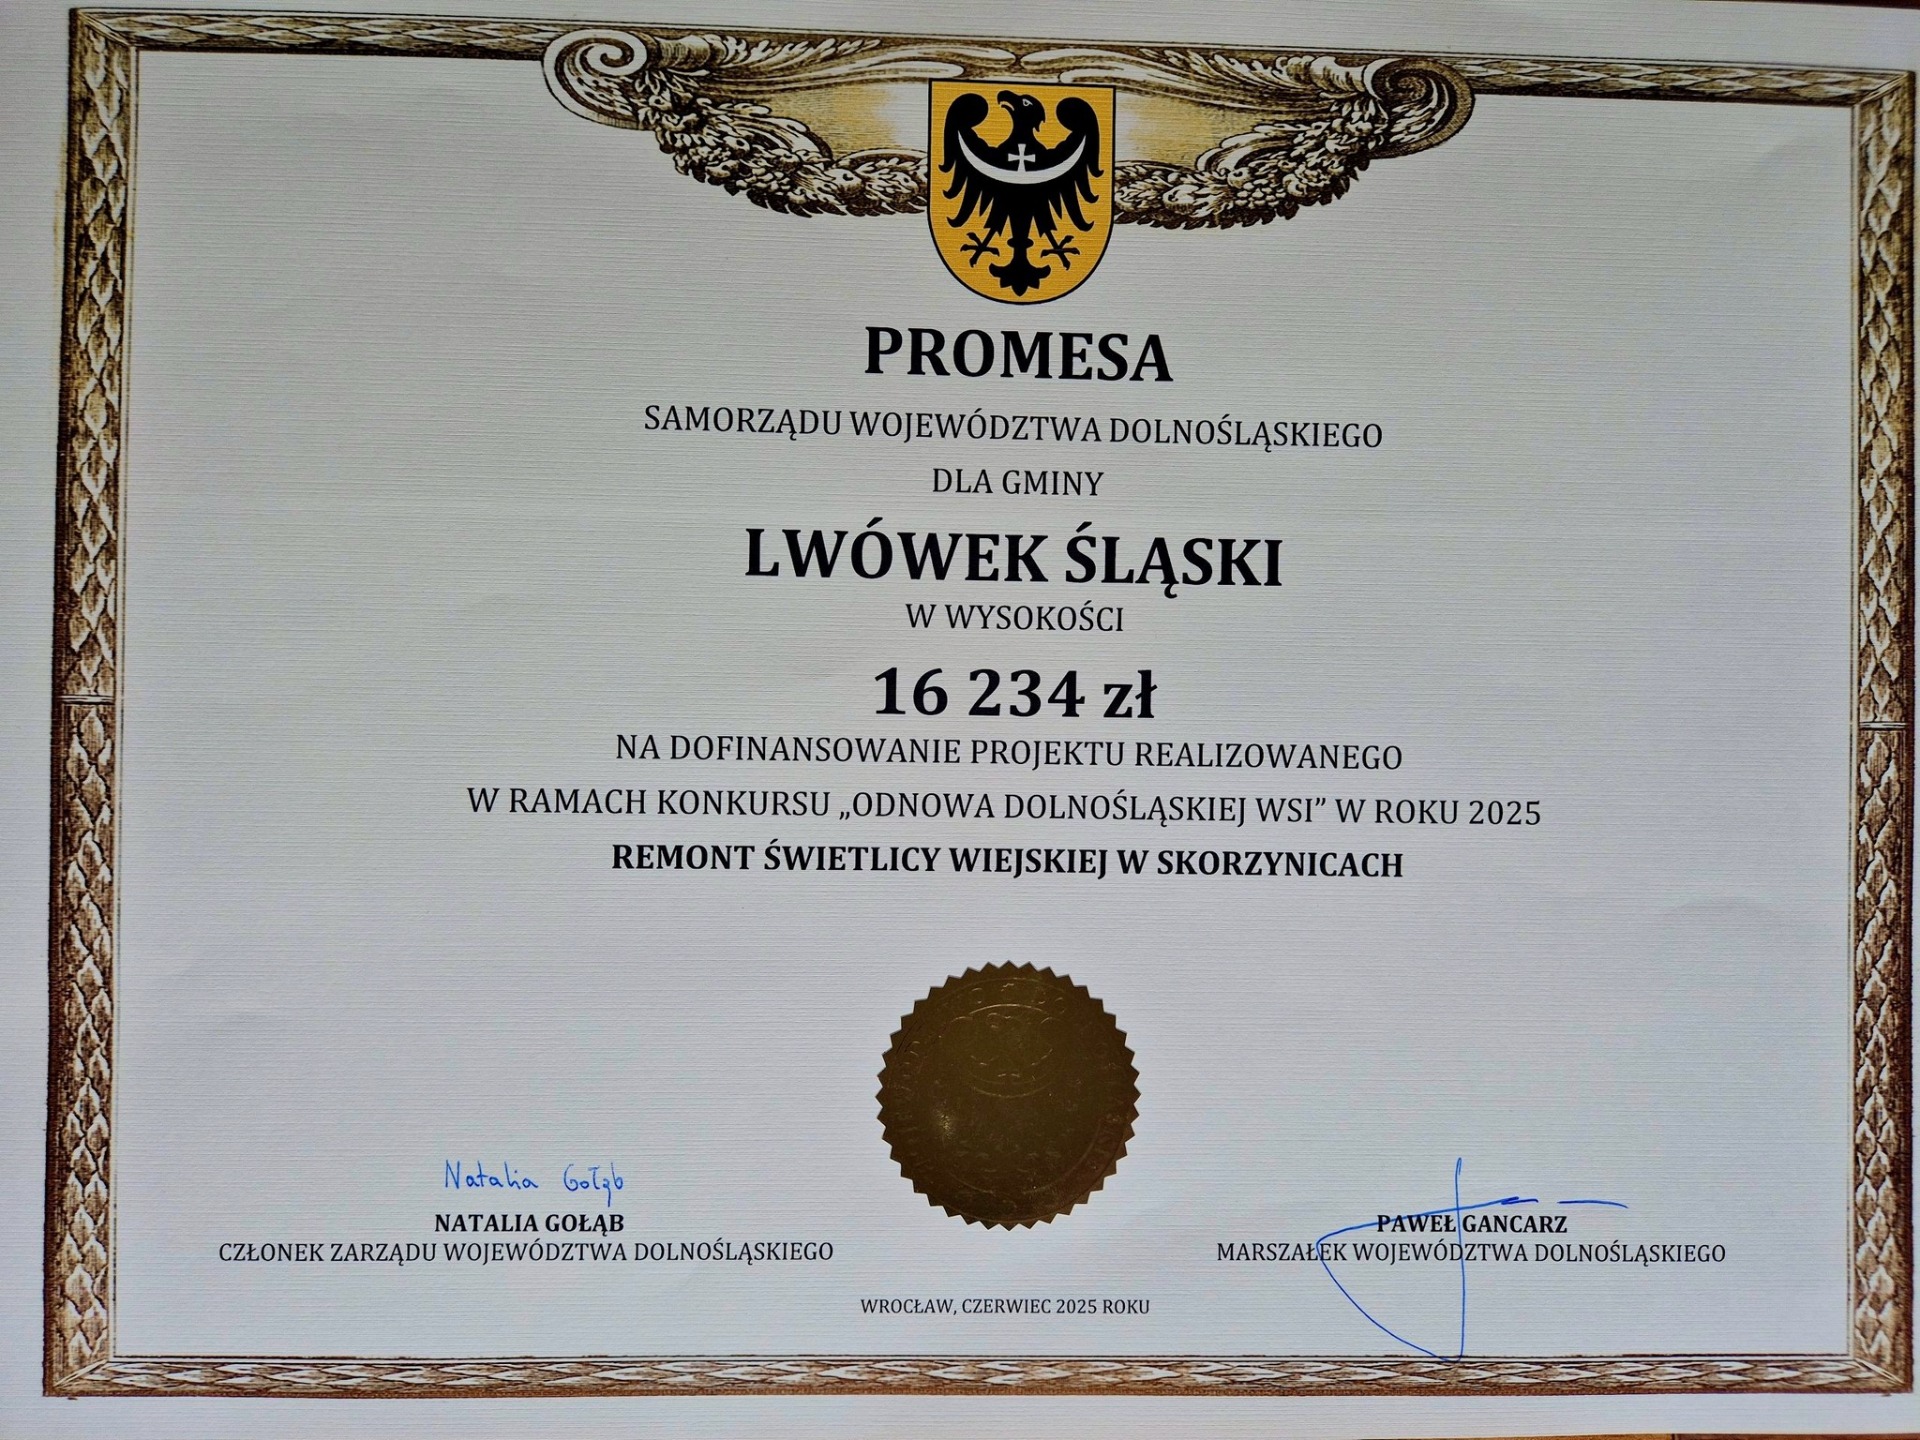 PROMESA
SAMORZĄDU WOJEWÓDZTWA DOLNOŚLĄSKIEGO
DLA GMINY
LWÓWEK ŚLĄSKI
W WYSOKOŚCI
16 234 zł
NA DOFINANSOWANIE PROJEKTU REALIZOWANEGO
W RAMACH KONKURSU „ODNOWA DOLNOŚLĄSKIEJ WSI” W ROKU 2025
REMONT ŚWIETLICY WIEJSKIEJ W SKORZYNICACH
Natalia Gołąb
NATALIA GOŁĄB
CZŁONEK ZARZĄDU WOJEWÓDZTWA DOLNOŚLĄSKIEGO
PAWEŁ GANCARZ
MARSZAŁEK WOJEWÓDZTWA DOLNOŚLĄSKIEGO
WROCŁAW, CZERWIEC 2025 ROKU